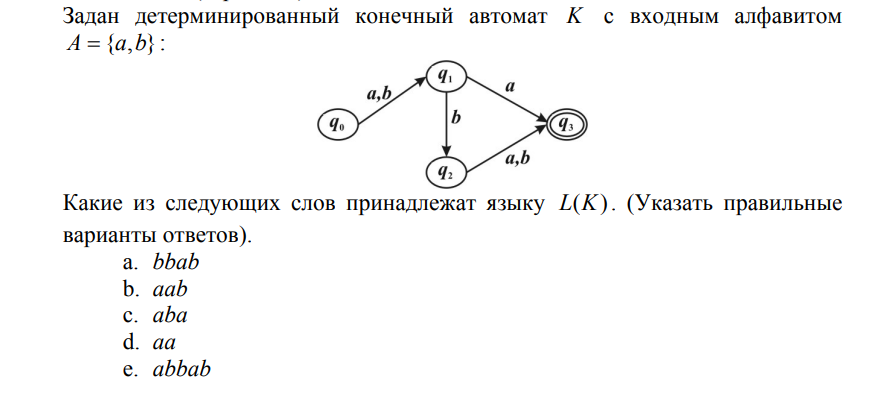 Задан детерминированный конечный автомат K с входным алфавитом
A = {a,b} :
q₁
a,b
a
q₀
b
q₃
a,b
q₂
Какие из следующих слов принадлежат языку L(K). (Указать правильные
варианты ответов).
a. bbab
b. aab
c. aba
d. aa
e. abbab